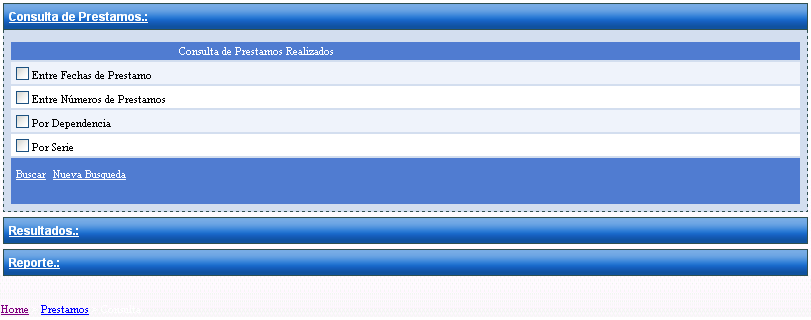 Consulta de Prestamos.:
Consulta de Prestamos Realizados
Entre Fechas de Prestamo
Entre Números de Prestamos
Por Dependencia
Por Serie
Buscar Nueva Busqueda
Resultados.:
Reporte.:
Home Prestamos Consulta